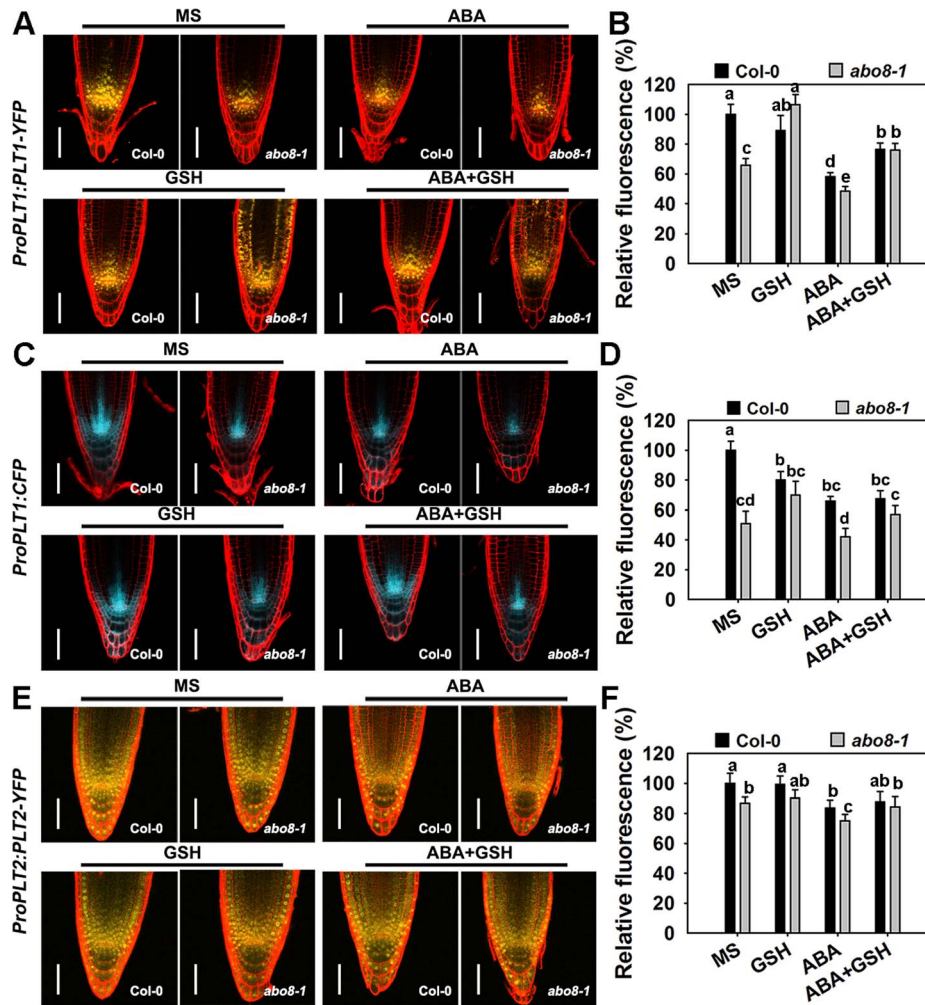 A
MS
ABA
ProPLT1:PLT1-YFP
Col-0
abo8-1
Col-0
abo8-1
GSH
ABA+GSH
Col-0
abo8-1
Col-0
abo8-1
B
Relative fluorescence (%)
Col-0
abo8-1
120
100
80
60
40
20
0
a
c
ab
a
d
e
b
b
MS
GSH
ABA
ABA+GSH
C
MS
ABA
ProPLT1:CFP
Col-0
abo8-1
Col-0
abo8-1
GSH
ABA+GSH
Col-0
abo8-1
Col-0
abo8-1
D
Relative fluorescence (%)
Col-0
abo8-1
120
100
80
60
40
80
0
a
cd
b
bc
bc
d
bc
c
MS
GSH
ABA
ABA+GSH
E
MS
ABA
ProPLT2:PLT2-YFP
Col-0
abo8-1
Col-0
abo8-1
GSH
ABA+GSH
Col-0
abo8-1
Col-0
abo8-1
F
Relative fluorescence (%)
Col-0
abo8-1
120
100
80
60
40
80
0
a
b
a
ab
b
c
ab
b
MS
GSH
ABA
ABA+GSH